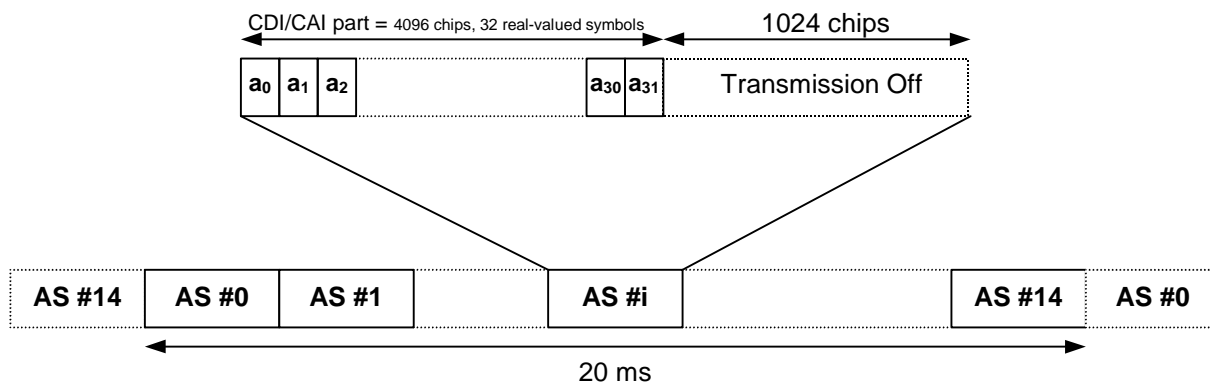 CDI/CAI part = 4096 chips, 32 real-valued symbols
1024 chips
a0 a1 a2 a30 a31 Transmission Off
AS #14 AS #0 AS #1 AS #i AS #14 AS #0
20 ms